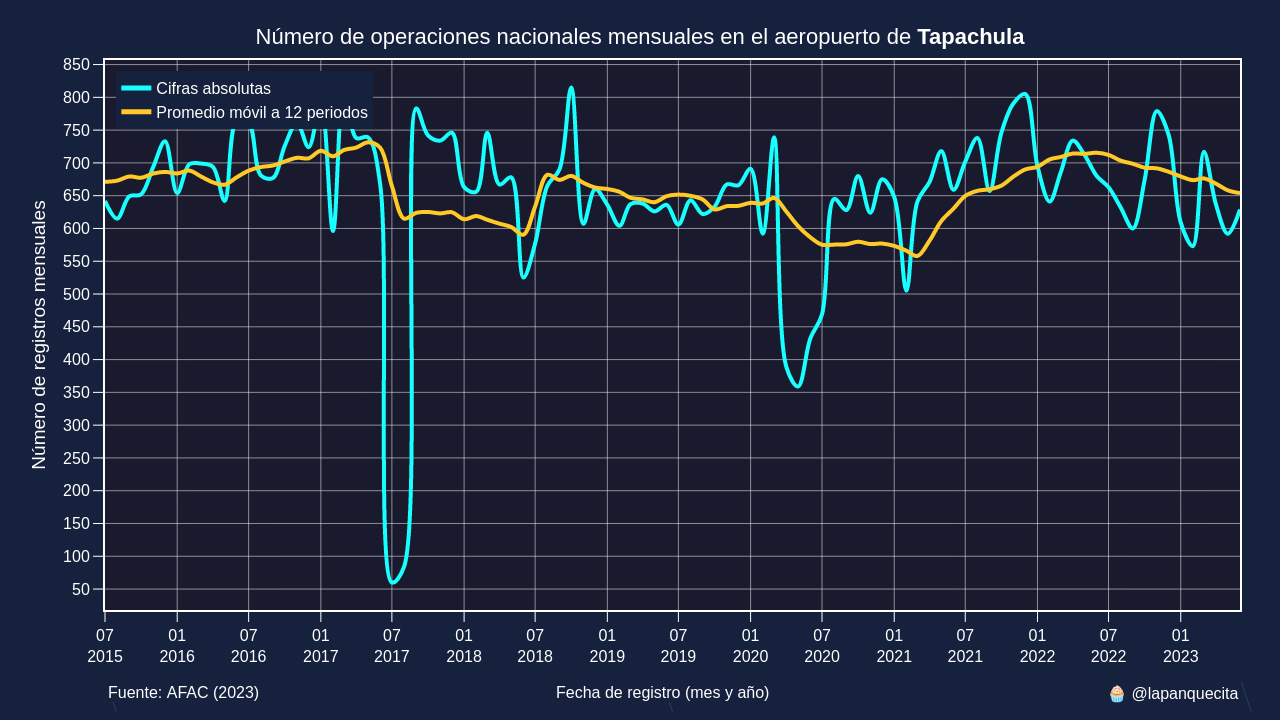 Número de operaciones nacionales mensuales en el aeropuerto de Tapachula
Cifras absolutas
Promedio móvil a 12 periodos
Número de registros mensuales
850
800
750
700
650
600
550
500
450
400
350
300
250
200
150
100
50
07 01 07 01 07 01 07 01 07 01 07 01 07 01 07 01
2015 2016 2016 2017 2017 2018 2018 2019 2019 2020 2020 2021 2021 2022 2022 2023
Fuente: AFAC (2023) Fecha de registro (mes y año) 🧁 @lapanquecita